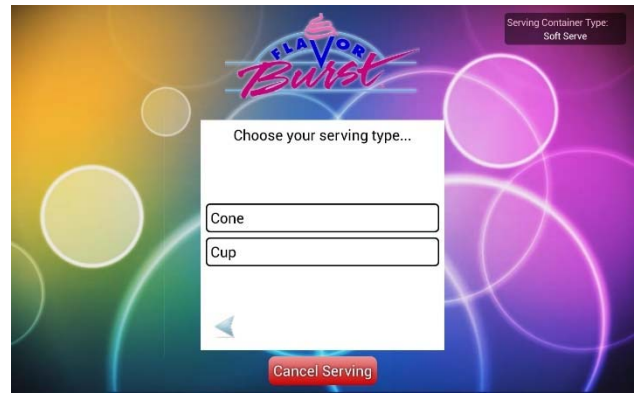 Serving Container Type:
Soft Serve
FLAVOR
Burst
Choose your serving type...
Cone
Cup
Cancel Serving